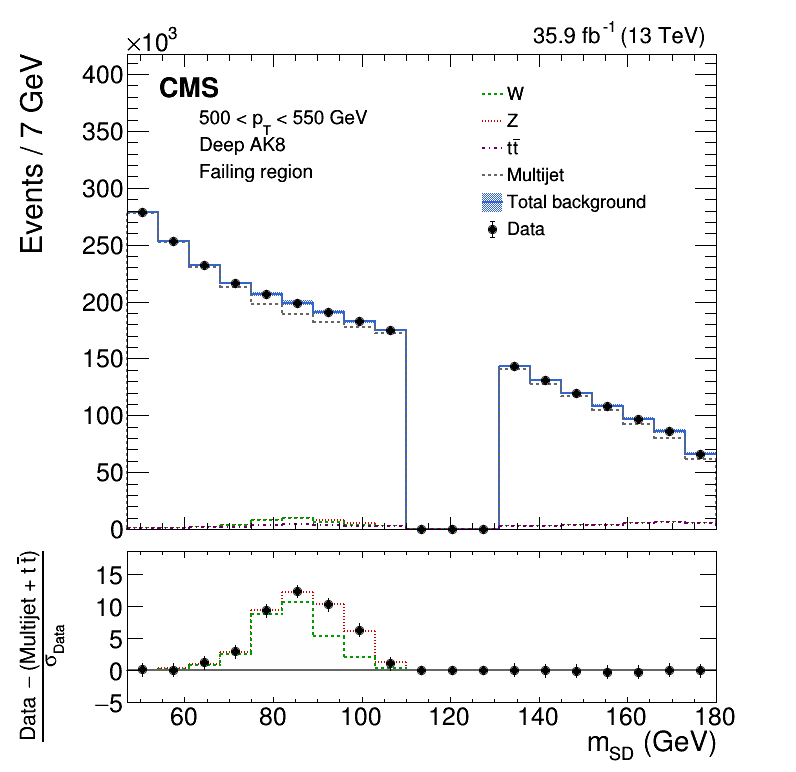 ×10³
35.9 fb⁻¹ (13 TeV)
Events / 7 GeV
400
350
300
250
200
150
100
50
0
CMS
500 < p_T < 550 GeV
Deep AK8
Failing region
W
Z
tt̄
Multijet
Total background
Data
Data − (Multijet + t t̄)
σ_Data
15
10
5
0
−5
60 80 100 120 140 160 180
m_SD (GeV)